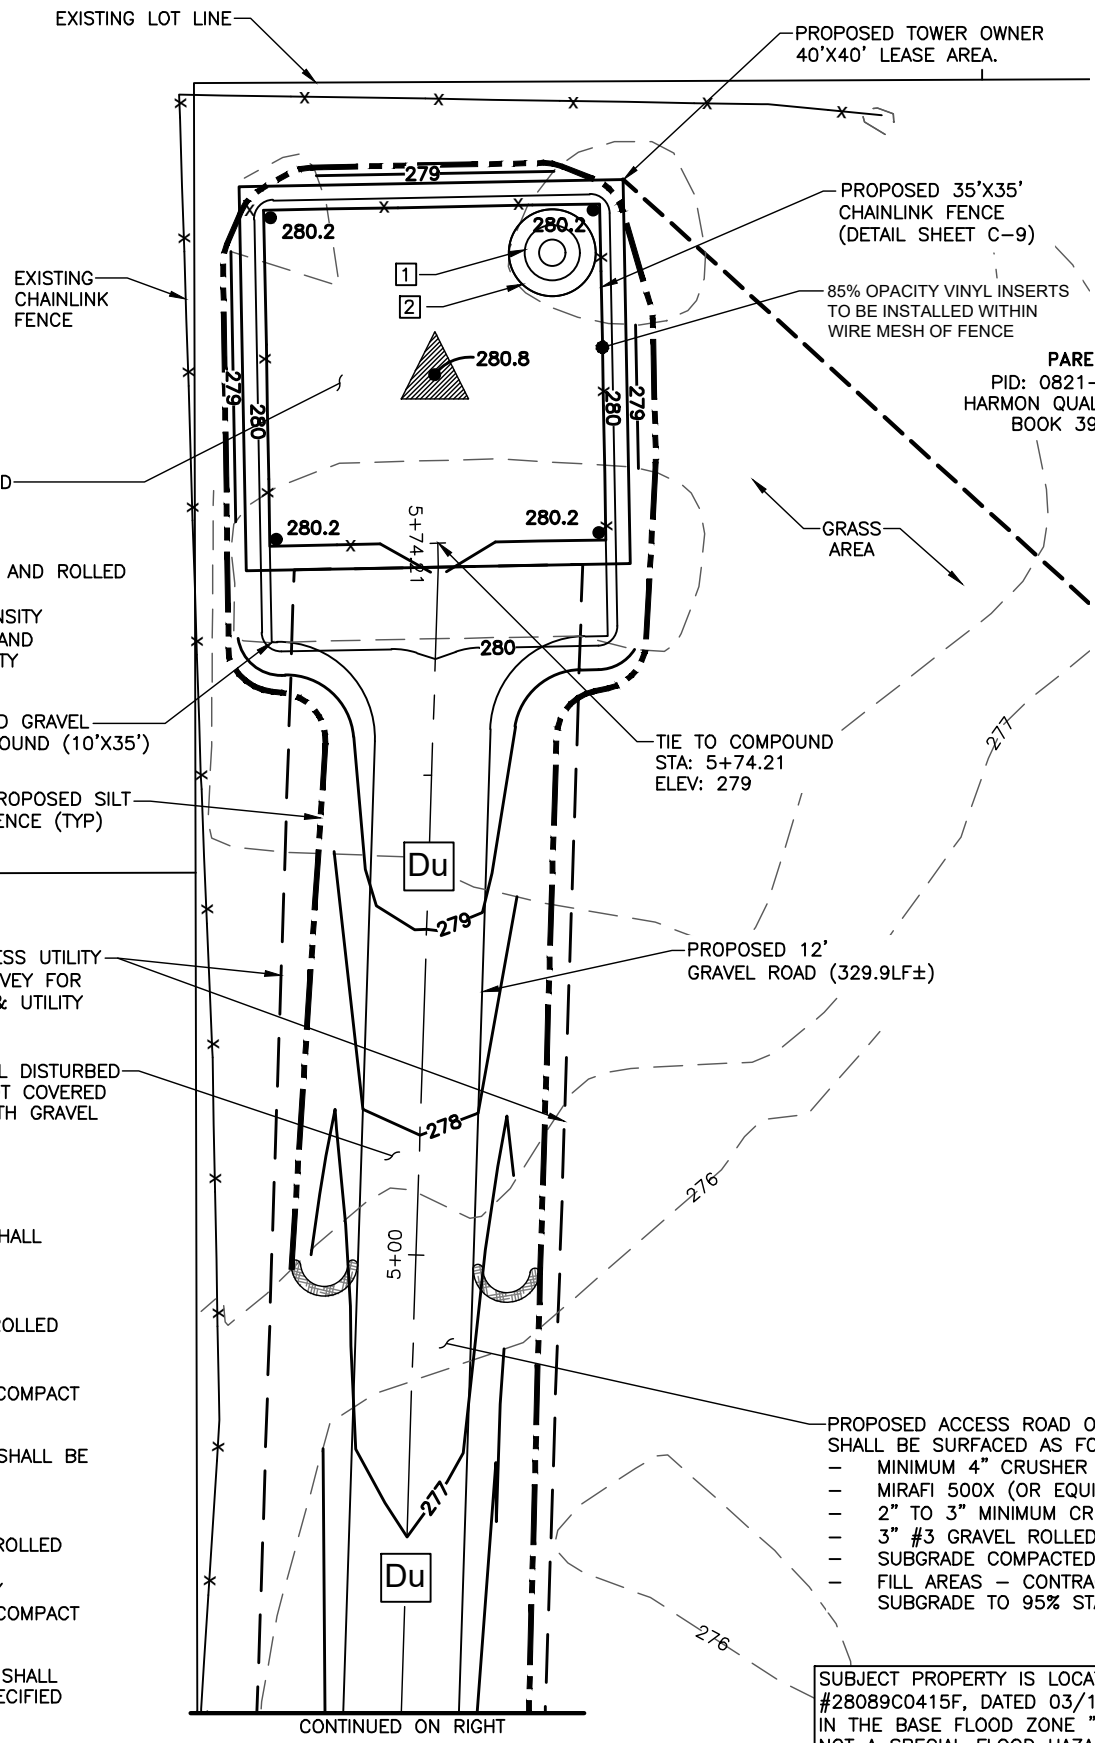 EXISTING LOT LINE
PROPOSED TOWER OWNER
40'X40' LEASE AREA.
279
PROPOSED 35'X35'
CHAINLINK FENCE
(DETAIL SHEET C-9)
280.2
280.2
1
2
EXISTING
CHAINLINK
FENCE
85% OPACITY VINYL INSERTS
TO BE INSTALLED WITHIN
WIRE MESH OF FENCE
280.8
PARE
PID: 0821-
HARMON QUAL
BOOK 39
279
280
280
279
D
280.2
280.2
5+74.21
GRASS
AREA
AND ROLLED
NSITY
AND
TY
280
D GRAVEL
OUND (10'X35')
TIE TO COMPOUND
STA: 5+74.21
ELEV: 279
277
ROPOSED SILT
ENCE (TYP)
Du
279
PROPOSED 12'
GRAVEL ROAD (329.9LF±)
ESS UTILITY
VEY FOR
& UTILITY
L DISTURBED
T COVERED
TH GRAVEL
278
276
5+00
HALL
ROLLED
COMPACT
SHALL BE
277
PROPOSED ACCESS ROAD O
SHALL BE SURFACED AS FO
- MINIMUM 4" CRUSHER
- MIRAFI 500X (OR EQUI
- 2" TO 3" MINIMUM CR
- 3" #3 GRAVEL ROLLED
- SUBGRADE COMPACTED
- FILL AREAS - CONTRA
SUBGRADE TO 95% STA
ROLLED
Y
COMPACT
Du
276
SHALL
ECIFIED
CONTINUED ON RIGHT
SUBJECT PROPERTY IS LOCAT
#28089C0415F, DATED 03/1
IN THE BASE FLOOD ZONE "
NOT A SPECIAL FLOOD HAZA